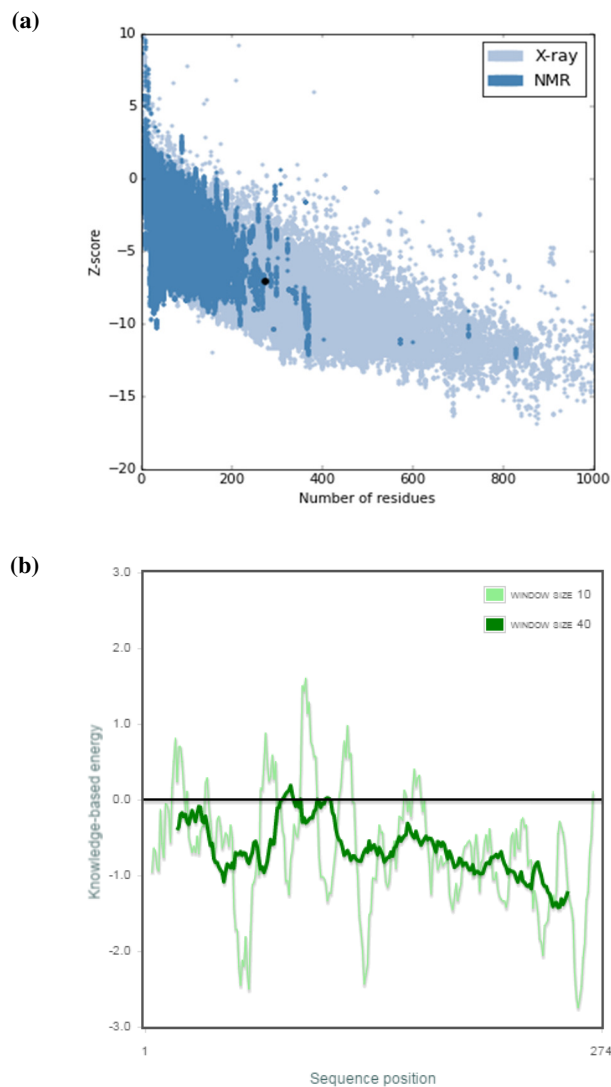 (a)
10
5
0
−5
−10
−15
−20
Z-score
X-ray
NMR
0
200
400
600
800
1000
Number of residues
(b)
3.0
2.0
1.0
0.0
-1.0
-2.0
-3.0
Knowledge-based energy
WINDOW SIZE 10
WINDOW SIZE 40
1
274
Sequence position